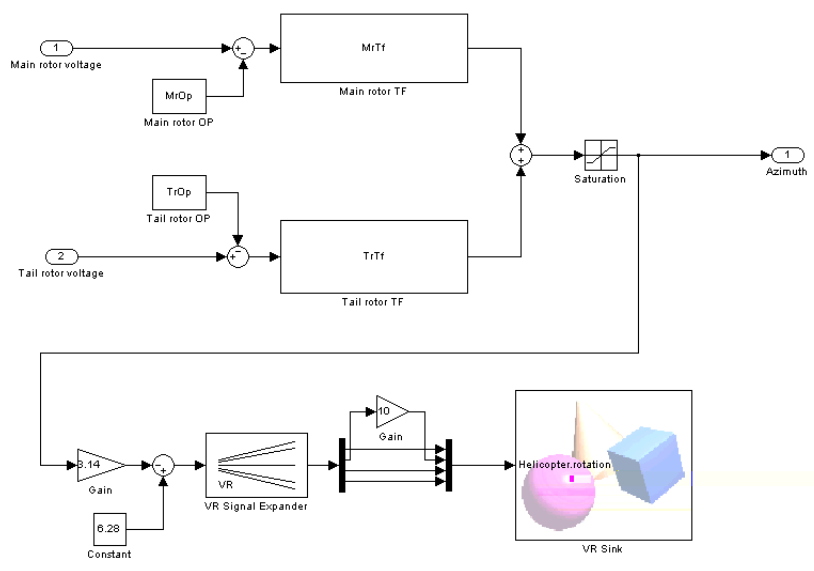 1
MrTf
Main rotor voltage
MrOp
Main rotor TF
Main rotor OP
1
Saturation
Azimuth
TrOp
Tail rotor OP
2
TrTf
Tail rotor voltage
Tail rotor TF
10
Gain
3.14
Helicopter.rotation
VR
Gain
VR Signal Expander
6.28
Constant
VR Sink